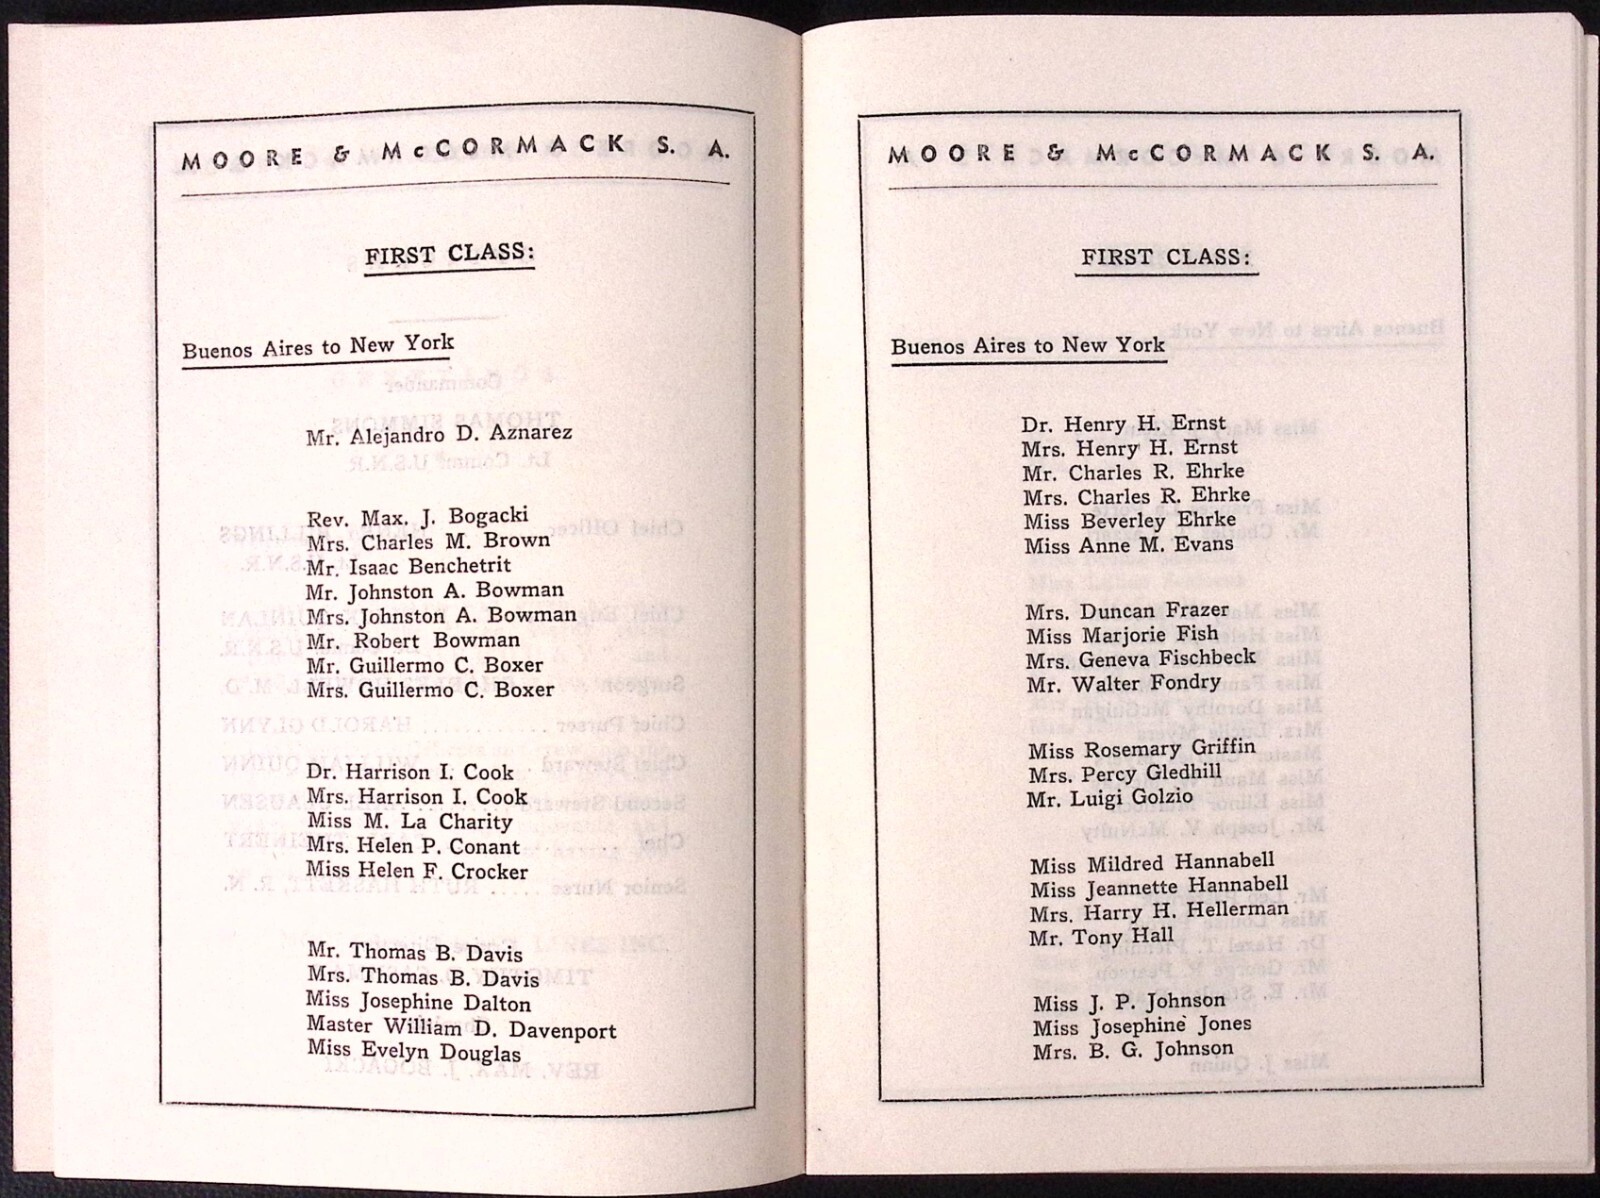 MOORE & McCORMACK S. A.
FIRST CLASS:
Buenos Aires to New York
Mr. Alejandro D. Aznarez
Rev. Max. J. Bogacki
Mrs. Charles M. Brown
Mr. Isaac Benchetrit
Mr. Johnston A. Bowman
Mrs. Johnston A. Bowman
Mr. Robert Bowman
Mr. Guillermo C. Boxer
Mrs. Guillermo C. Boxer
Dr. Harrison I. Cook
Mrs. Harrison I. Cook
Miss M. La Charity
Mrs. Helen P. Conant
Miss Helen F. Crocker
Mr. Thomas B. Davis
Mrs. Thomas B. Davis
Miss Josephine Dalton
Master William D. Davenport
Miss Evelyn Douglas
MOORE & McCORMACK S. A.
FIRST CLASS:
Buenos Aires to New York
Dr. Henry H. Ernst
Mrs. Henry H. Ernst
Mr. Charles R. Ehrke
Mrs. Charles R. Ehrke
Miss Beverley Ehrke
Miss Anne M. Evans
Mrs. Duncan Frazer
Miss Marjorie Fish
Mrs. Geneva Fischbeck
Mr. Walter Fondry
Miss Rosemary Griffin
Mrs. Percy Gledhill
Mr. Luigi Golzio
Miss Mildred Hannabell
Miss Jeannette Hannabell
Mrs. Harry H. Hellerman
Mr. Tony Hall
Miss J. P. Johnson
Miss Josephine Jones
Mrs. B. G. Johnson